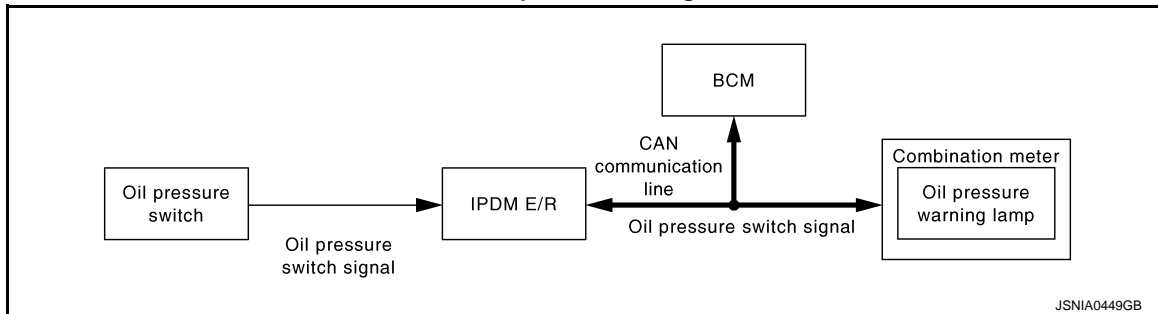 BCM
CAN
communication
line
Combination meter
Oil pressure
switch
IPDM E/R
Oil pressure
warning lamp
Oil pressure
switch signal
Oil pressure switch signal
JSNIA0449GB